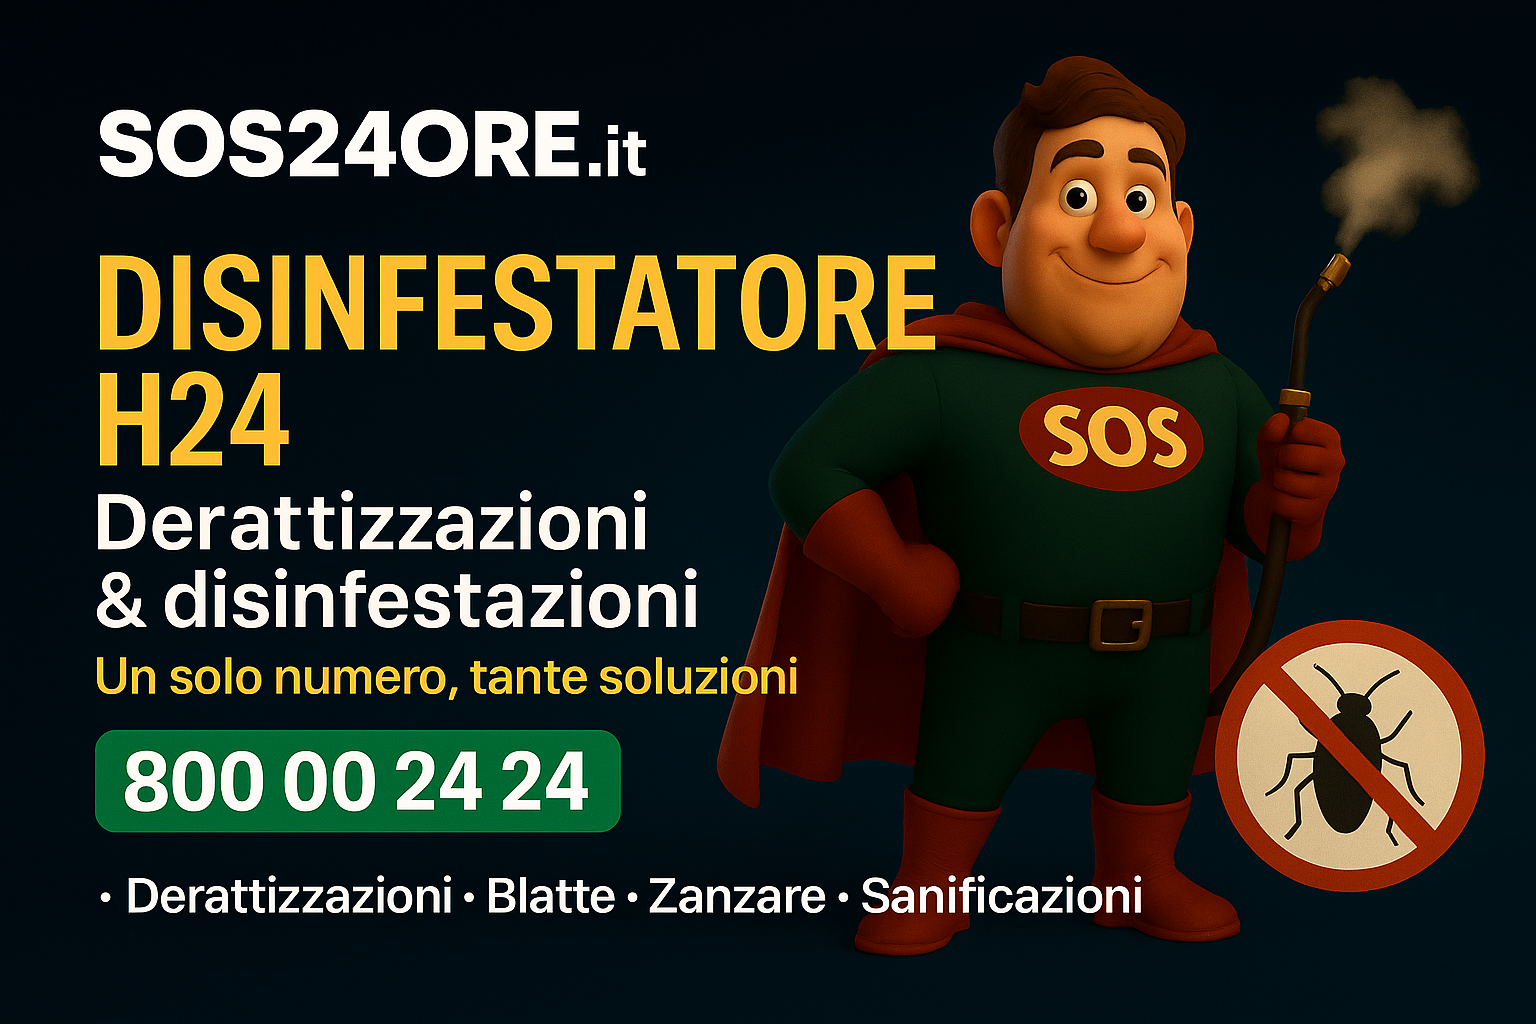 SOS24ORE.it
DISINFESTATORE
H24
Derattizzazioni
& disinfestazioni
Un solo numero, tante soluzioni
800 00 24 24
• Derattizzazioni • Blatte • Zanzare • Sanificazioni
SOS